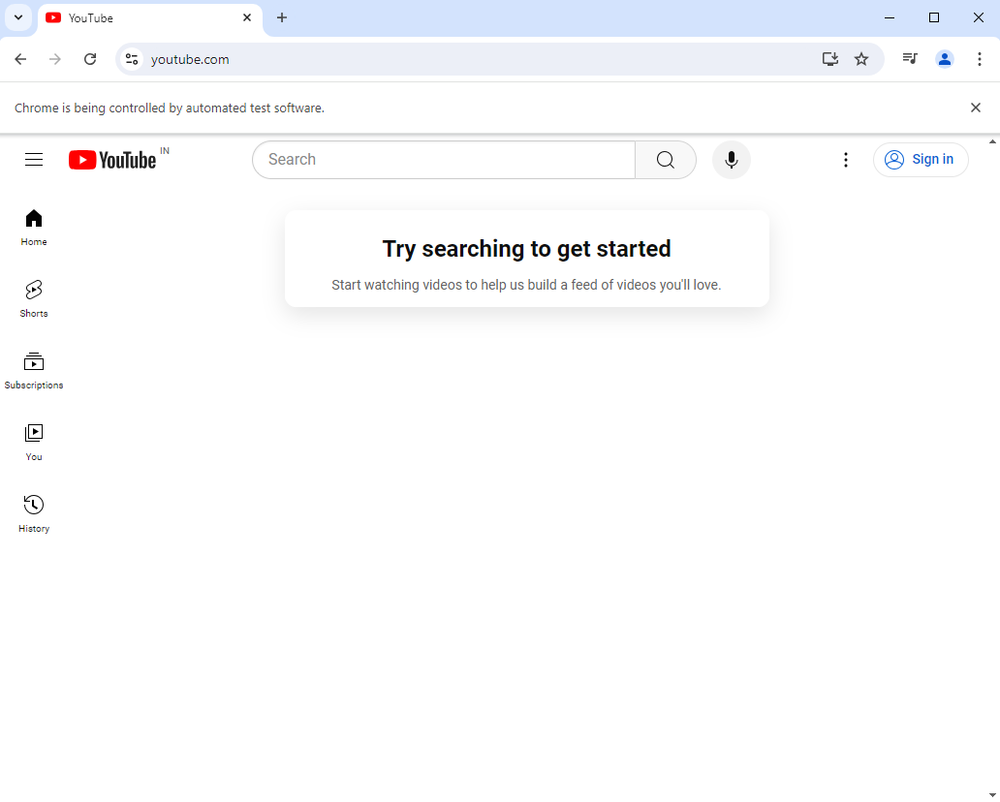 YouTube
youtube.com
Chrome is being controlled by automated test software.
YouTube IN
Search
Sign in
Home
Try searching to get started
Start watching videos to help us build a feed of videos you'll love.
Shorts
Subscriptions
You
History